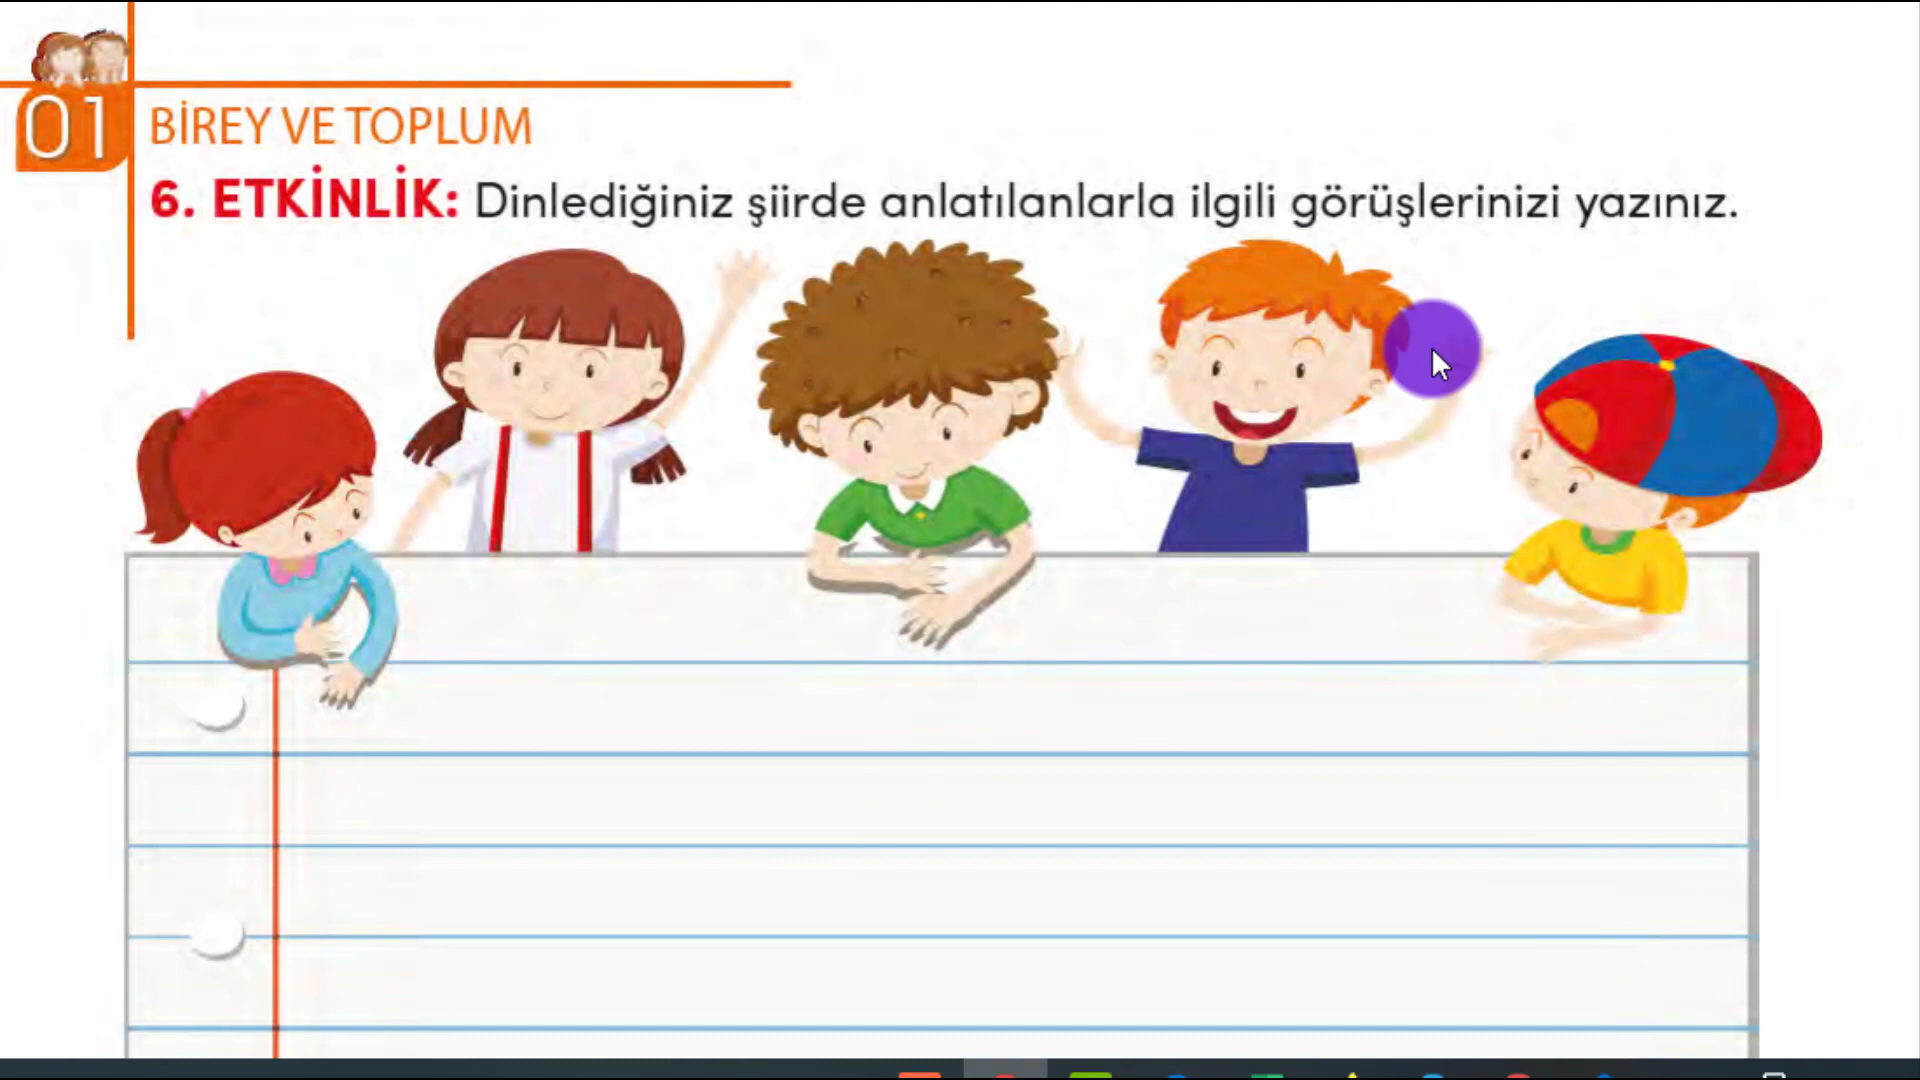 01
BİREY VE TOPLUM
6. ETKİNLİK: Dinlediğiniz şiirde anlatılanlarla ilgili görüşlerinizi yazınız.